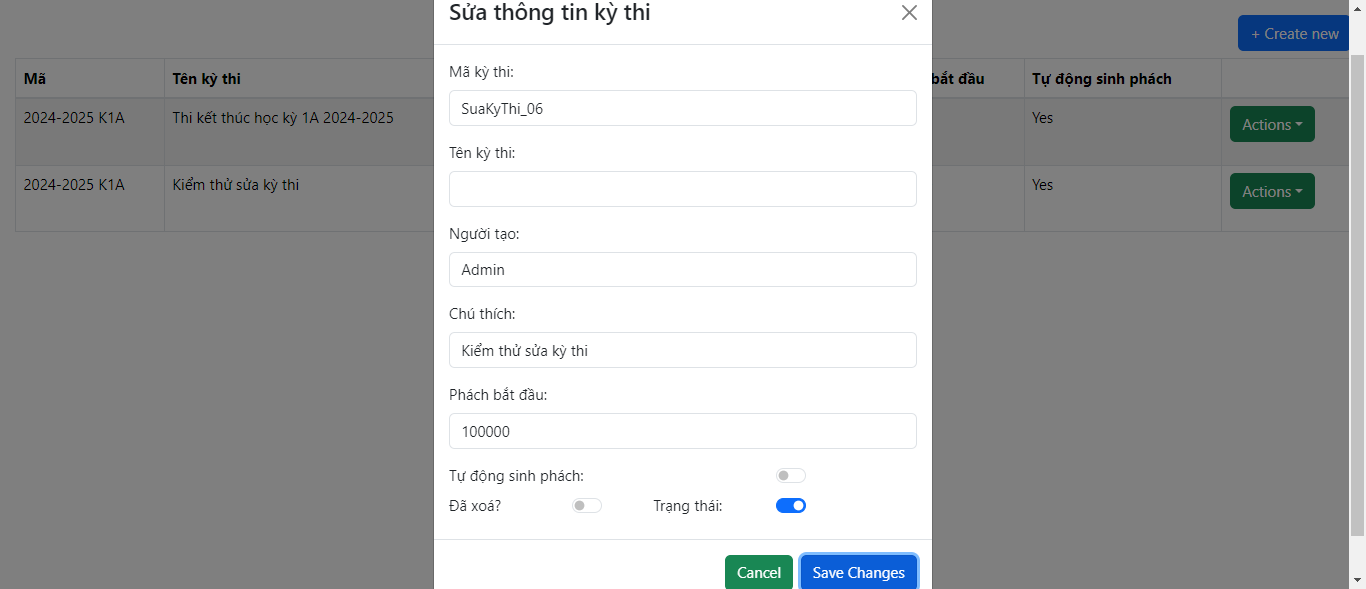 Sửa thông tin kỳ thi
+ Create new
Mã
Tên kỳ thi
bắt đầu
Tự động sinh phách
2024-2025 K1A
Thi kết thúc học kỳ 1A 2024-2025
Yes
Actions
2024-2025 K1A
Kiểm thử sửa kỳ thi
Yes
Actions
Mã kỳ thi:
SuaKyThi_06
Tên kỳ thi:
Người tạo:
Admin
Chú thích:
Kiểm thử sửa kỳ thi
Phách bắt đầu:
100000
Tự động sinh phách:
Đã xoá?
Trạng thái:
Cancel
Save Changes